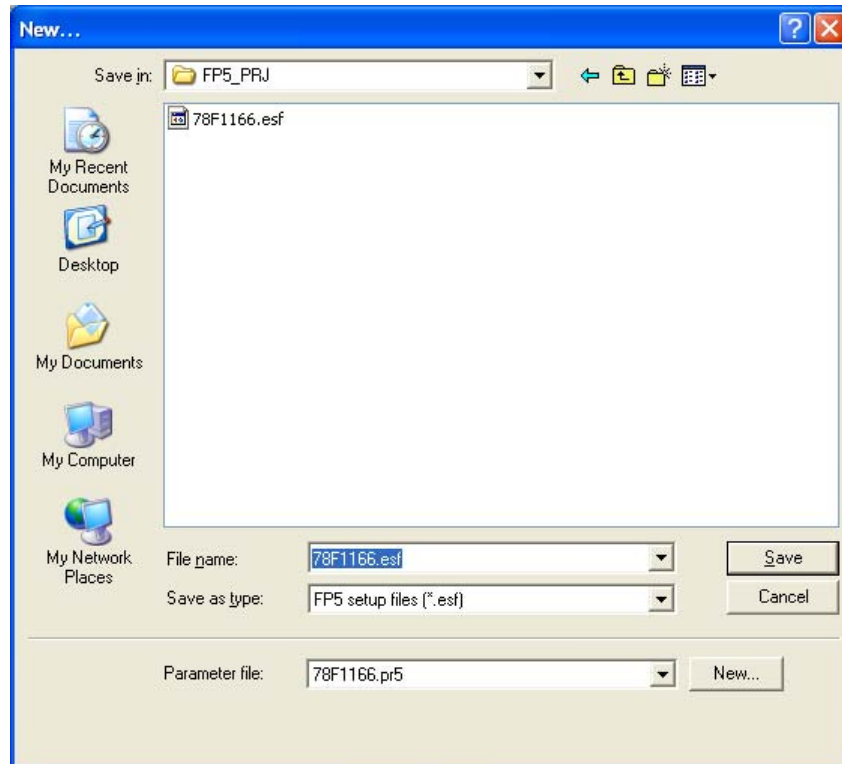 New...
Save in: FP5_PRJ
78F1166.esf
My Recent
Documents
Desktop
My Documents
My Computer
My Network
Places
File name: 78F1166.esf Save
Save as type: FP5 setup files (*.esf) Cancel
Parameter file: 78F1166.pr5 New...